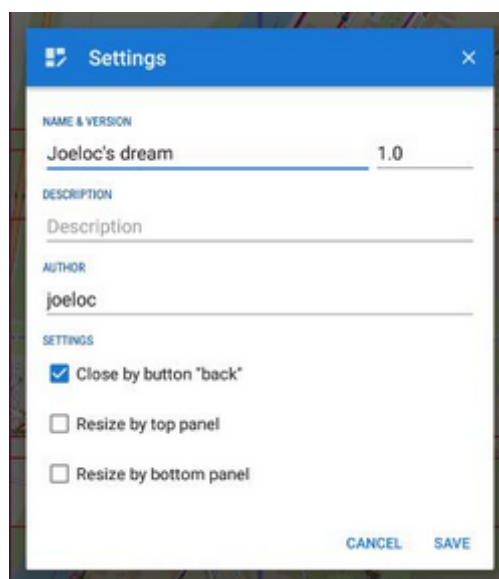 Settings
NAME & VERSION
Joeloc's dream 1.0
DESCRIPTION
Description
AUTHOR
joeloc
SETTINGS
Close by button "back"
Resize by top panel
Resize by bottom panel
CANCEL SAVE